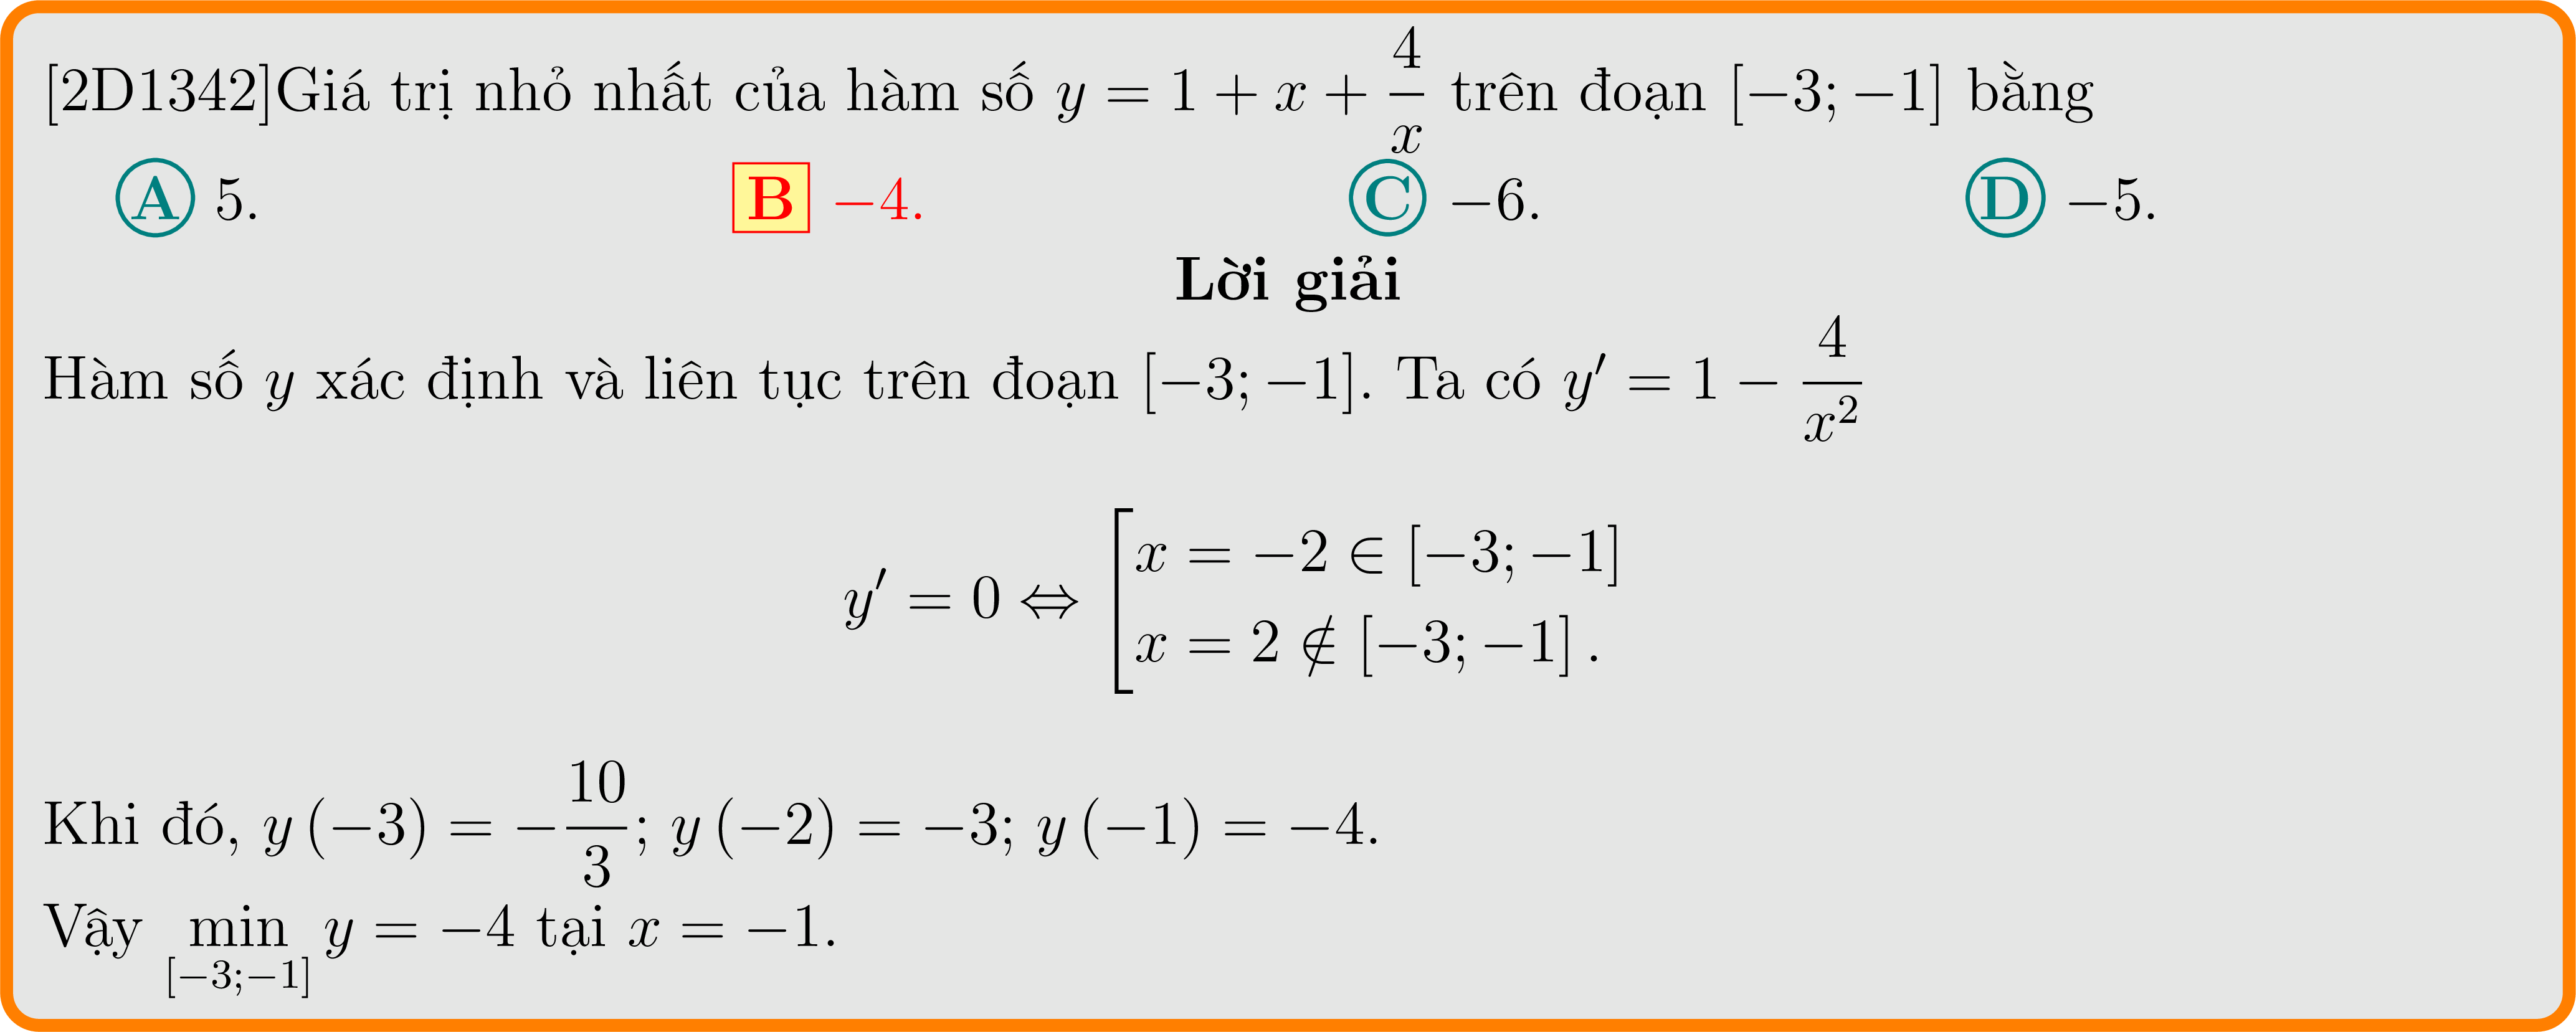 [2D1342]Giá trị nhỏ nhất của hàm số $y = 1 + x + \dfrac{4}{x}$ trên đoạn $[-3; -1]$ bằng
A 5. B −4. C −6. D −5.
Lời giải
Hàm số $y$ xác định và liên tục trên đoạn $[-3; -1]$. Ta có $y' = 1 - \dfrac{4}{x^2}$
$y' = 0 \Leftrightarrow \left[\begin{array}{l} x = -2 \in [-3; -1] \\ x = 2 \notin [-3; -1]. \end{array}\right.$
Khi đó, $y(-3) = -\dfrac{10}{3}$; $y(-2) = -3$; $y(-1) = -4$.
Vậy $\min\limits_{[-3;-1]} y = -4$ tại $x = -1$.